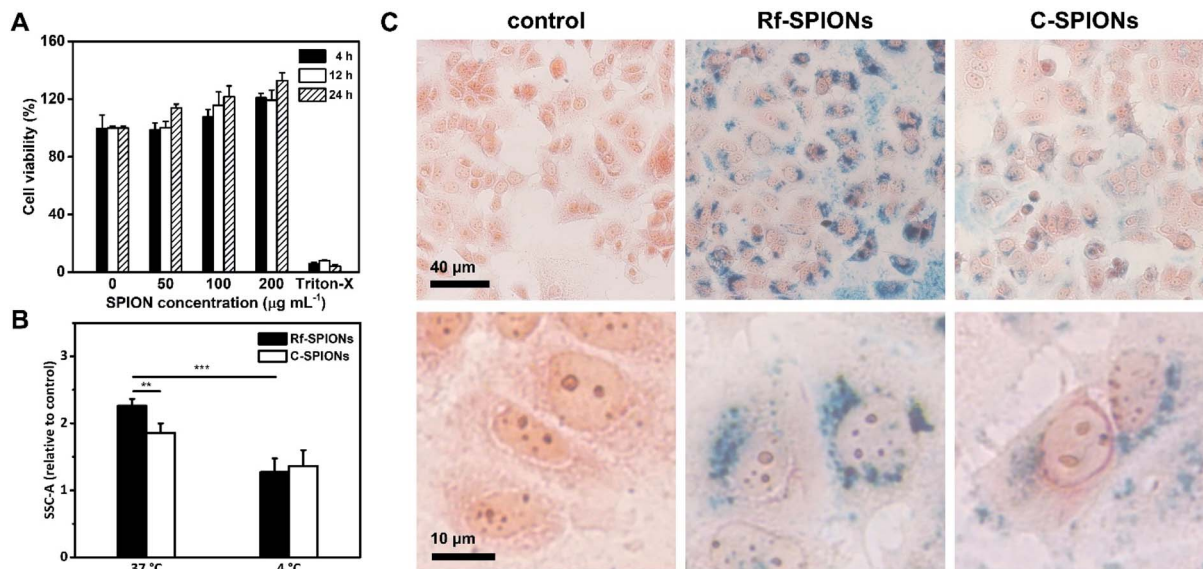 A
160
120
80
40
0
Cell viability (%)
4 h
12 h
24 h
0 50 100 200 Triton-X
SPION concentration (µg mL⁻¹)
B
3
2
1
0
SSC-A (relative to control)
Rf-SPIONs
C-SPIONs
***
**
37 °C 4 °C
C
control Rf-SPIONs C-SPIONs
40 µm
10 µm